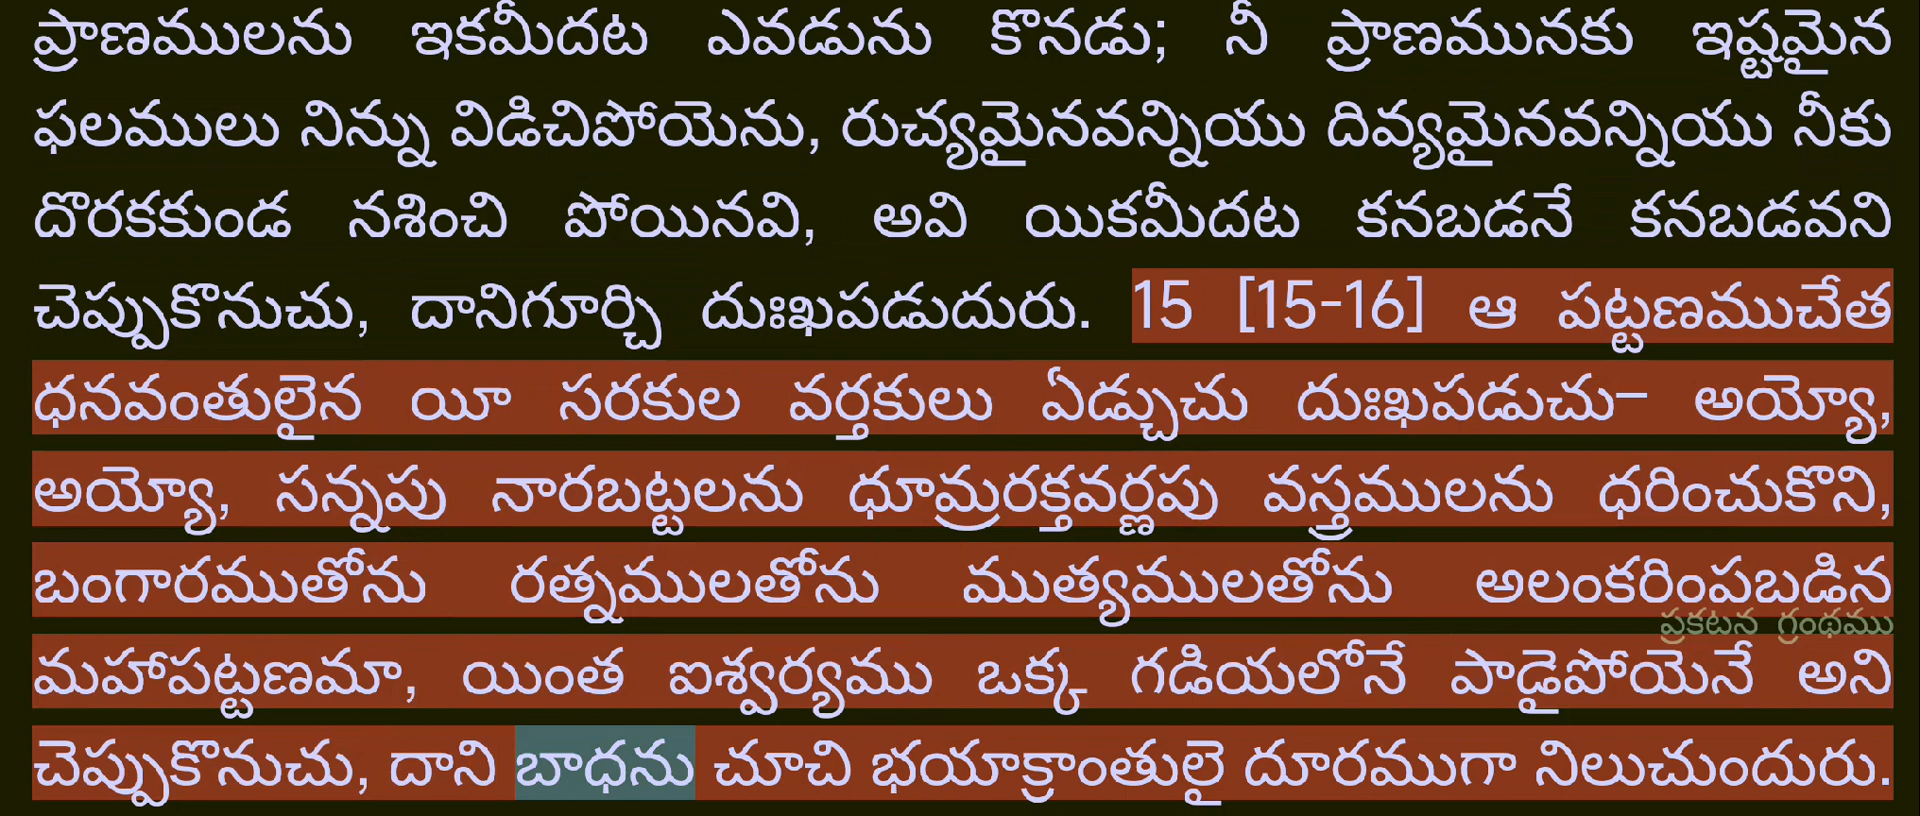 ప్రాణములను ఇకమీదట ఎవడును కొనడు; నీ ప్రాణమునకు ఇష్టమైన
ఫలములు నిన్ను విడిచిపోయెను, రుచ్యమైనవన్నియు దివ్యమైనవన్నియు నీకు
దొరకకుండ నశించి పోయినవి, అవి యికమీదట కనబడనే కనబడవని
చెప్పుకొనుచు, దానిగూర్చి దుఃఖపడుదురు. 15 [15-16] ఆ పట్టణముచేత
ధనవంతులైన యీ సరకుల వర్తకులు ఏడ్చుచు దుఃఖపడుచు– అయ్యో,
అయ్యో, సన్నపు నారబట్టలను ధూమ్రరక్తవర్ణపు వస్త్రములను ధరించుకొని,
బంగారముతోను రత్నములతోను ముత్యములతోను అలంకరింపబడిన
ప్రకటన గ్రంథము
మహాపట్టణమా, యింత ఐశ్వర్యము ఒక్క గడియలోనే పాడైపోయెనే అని
చెప్పుకొనుచు, దాని బాధను చూచి భయాక్రాంతులై దూరముగా నిలుచుందురు.